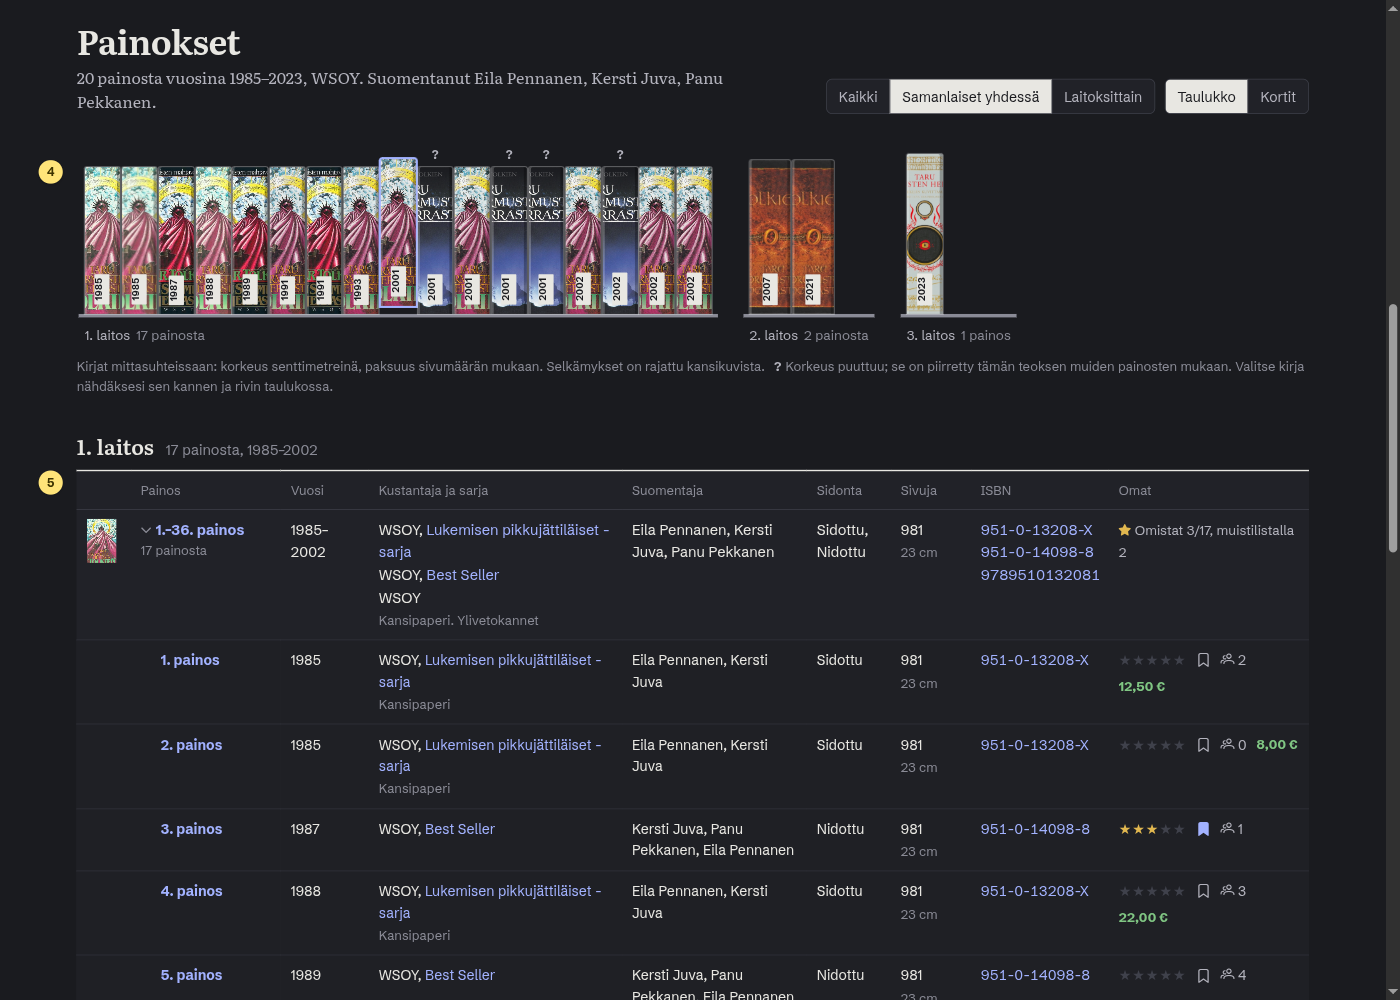 Painokset
20 painosta vuosina 1985–2023, WSOY. Suomentanut Eila Pennanen, Kersti Juva, Panu
Pekkanen.
Kaikki Samanlaiset yhdessä Laitoksittain Taulukko Kortit
4
? ? ? ?
1985 1985 1987 1988 1989 1991 1991 1993 2001 2001 2001 2001 2001 2002 2002 2002 2002 2007 2021 2023
1. laitos 17 painosta 2. laitos 2 painosta 3. laitos 1 painos
Kirjat mittasuhteissaan: korkeus senttimetreinä, paksuus sivumäärän mukaan. Selkämykset on rajattu kansikuvista. ? Korkeus puuttuu; se on piirretty tämän teoksen muiden painosten mukaan. Valitse kirja
nähdäksesi sen kannen ja rivin taulukossa.
1. laitos 17 painosta, 1985–2002
5
Painos Vuosi Kustantaja ja sarja Suomentaja Sidonta Sivuja ISBN Omat
1.–36. painos 1985– WSOY, Lukemisen pikkujättiläiset - Eila Pennanen, Kersti Sidottu, 981 951-0-13208-X Omistat 3/17, muistilistalla
17 painosta 2002 sarja Juva, Panu Pekkanen Nidottu 23 cm 951-0-14098-8 2
WSOY, Best Seller 9789510132081
WSOY
Kansipaperi. Ylivetokannet
1. painos 1985 WSOY, Lukemisen pikkujättiläiset - Eila Pennanen, Kersti Sidottu 981 951-0-13208-X ★★★★★ 2
sarja Juva 23 cm 12,50 €
Kansipaperi
2. painos 1985 WSOY, Lukemisen pikkujättiläiset - Eila Pennanen, Kersti Sidottu 981 951-0-13208-X ★★★★★ 0 8,00 €
sarja Juva 23 cm
Kansipaperi
3. painos 1987 WSOY, Best Seller Kersti Juva, Panu Nidottu 981 951-0-14098-8 ★★★★★ 1
Pekkanen, Eila Pennanen 23 cm
4. painos 1988 WSOY, Lukemisen pikkujättiläiset - Eila Pennanen, Kersti Sidottu 981 951-0-13208-X ★★★★★ 3
sarja Juva 23 cm 22,00 €
Kansipaperi
5. painos 1989 WSOY, Best Seller Kersti Juva, Panu Nidottu 981 951-0-14098-8 ★★★★★ 4
Pekkanen, Eila Pennanen 23 cm